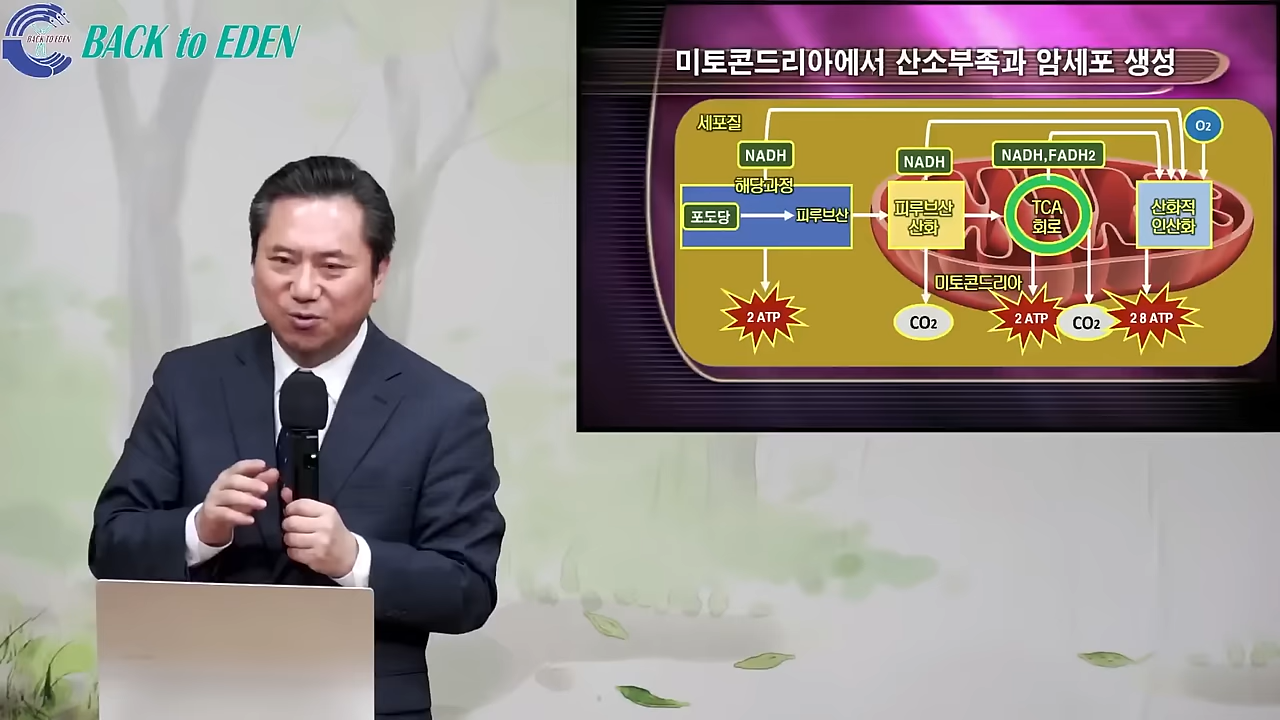 BACK TO EDEN
BACK to EDEN
미토콘드리아에서 산소부족과 암세포 생성
세포질
O2
NADH
NADH
NADH,FADH2
해당과정
포도당
피루브산
피루브산
산화
TCA
회로
산화적
인산화
미토콘드리아
2 ATP
CO2
2 ATP
CO2
28 ATP